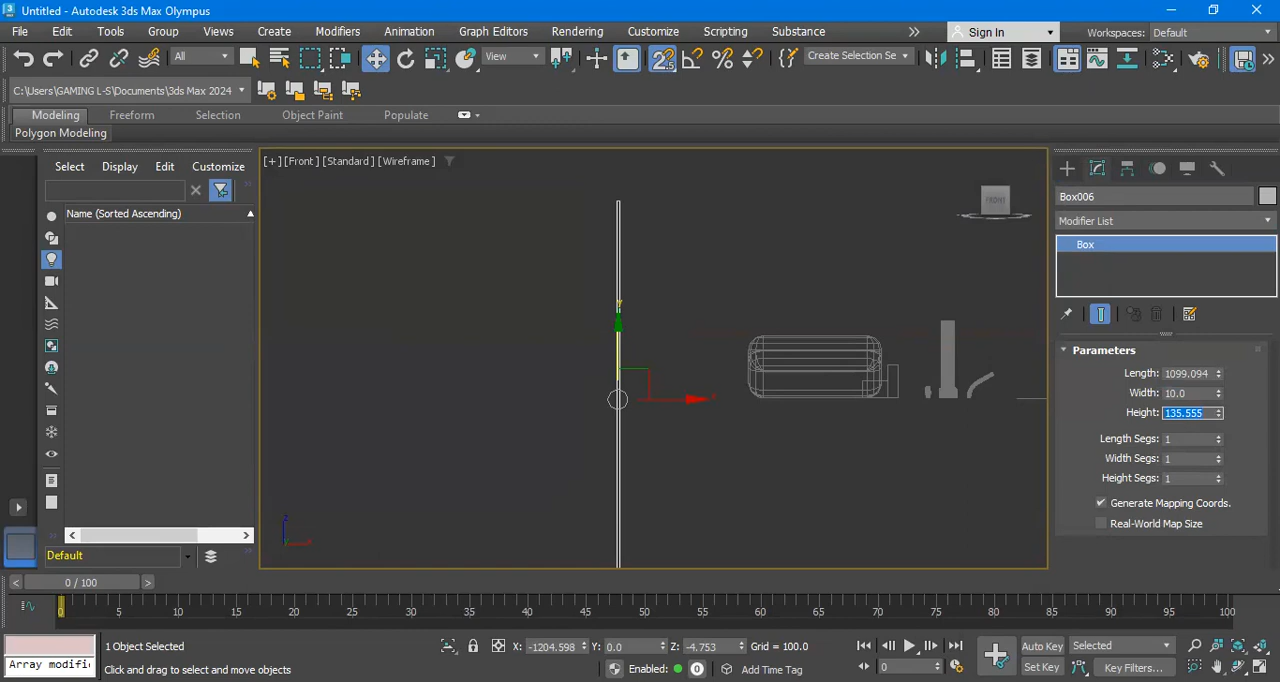 3 Untitled - Autodesk 3ds Max Olympus
File Edit Tools Group Views Create Modifiers Animation Graph Editors Rendering Customize Scripting Substance Sign In Workspaces: Default
All View Create Selection Se
C:\Users\GAMING L-S\Documents\3ds Max 2024
Modeling Freeform Selection Object Paint Populate
Polygon Modeling
Select Display Edit Customize
[+] [Front] [Standard] [Wireframe]
FRONT
Box006
Name (Sorted Ascending)
Modifier List
Box
Parameters
Length: 1099.094
Width: 10.0
Height: 135.555
Length Segs: 1
Width Segs: 1
Height Segs: 1
Generate Mapping Coords.
Real-World Map Size
Default
0 / 100
0 5 10 15 20 25 30 35 40 45 50 55 60 65 70 75 80 85 90 95 100
1 Object Selected X: -1204.598 Y: 0.0 Z: -4.753 Grid = 100.0 Auto Key Selected
Array modifi
Click and drag to select and move objects Enabled: 0 Add Time Tag 0 Set Key Key Filters...